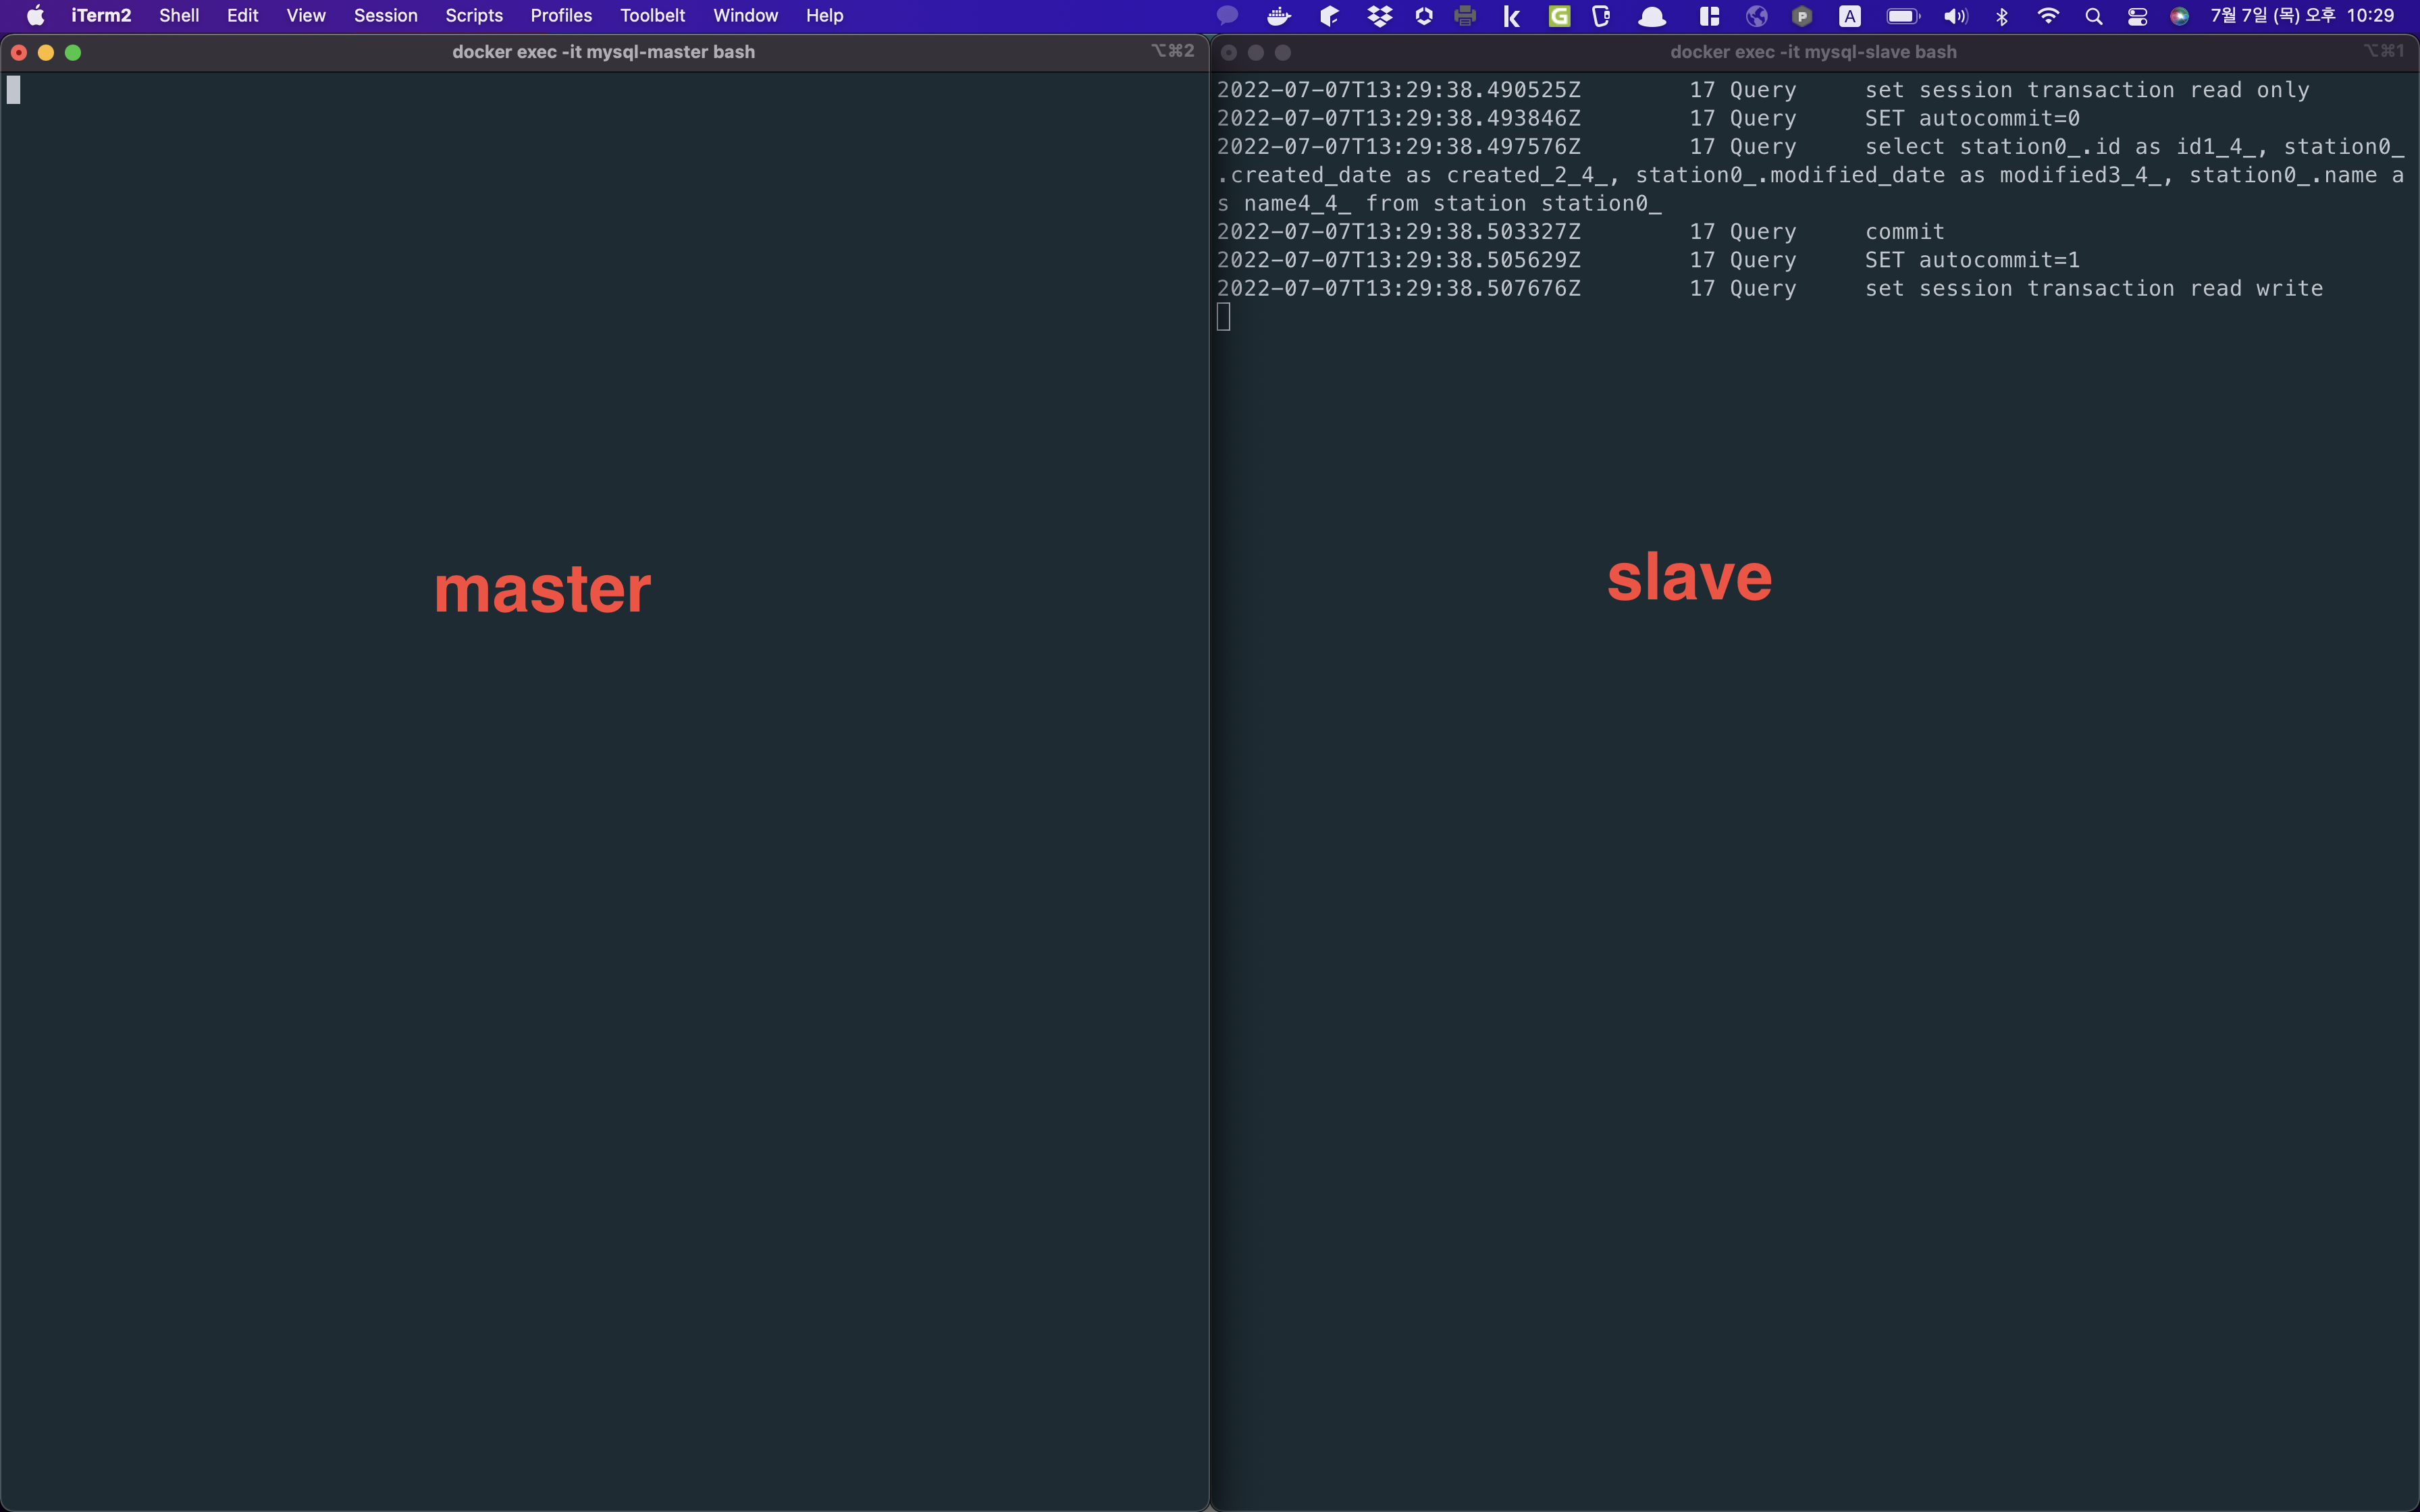 iTerm2 Shell Edit View Session Scripts Profiles Toolbelt Window Help A 7월 7일 (목) 오후 10:29
docker exec -it mysql-master bash ⌥⌘2
docker exec -it mysql-slave bash ⌥⌘1
2022-07-07T13:29:38.490525Z 17 Query set session transaction read only
2022-07-07T13:29:38.493846Z 17 Query SET autocommit=0
2022-07-07T13:29:38.497576Z 17 Query select station0_.id as id1_4_, station0_
.created_date as created_2_4_, station0_.modified_date as modified3_4_, station0_.name a
s name4_4_ from station station0_
2022-07-07T13:29:38.503327Z 17 Query commit
2022-07-07T13:29:38.505629Z 17 Query SET autocommit=1
2022-07-07T13:29:38.507676Z 17 Query set session transaction read write
master
slave